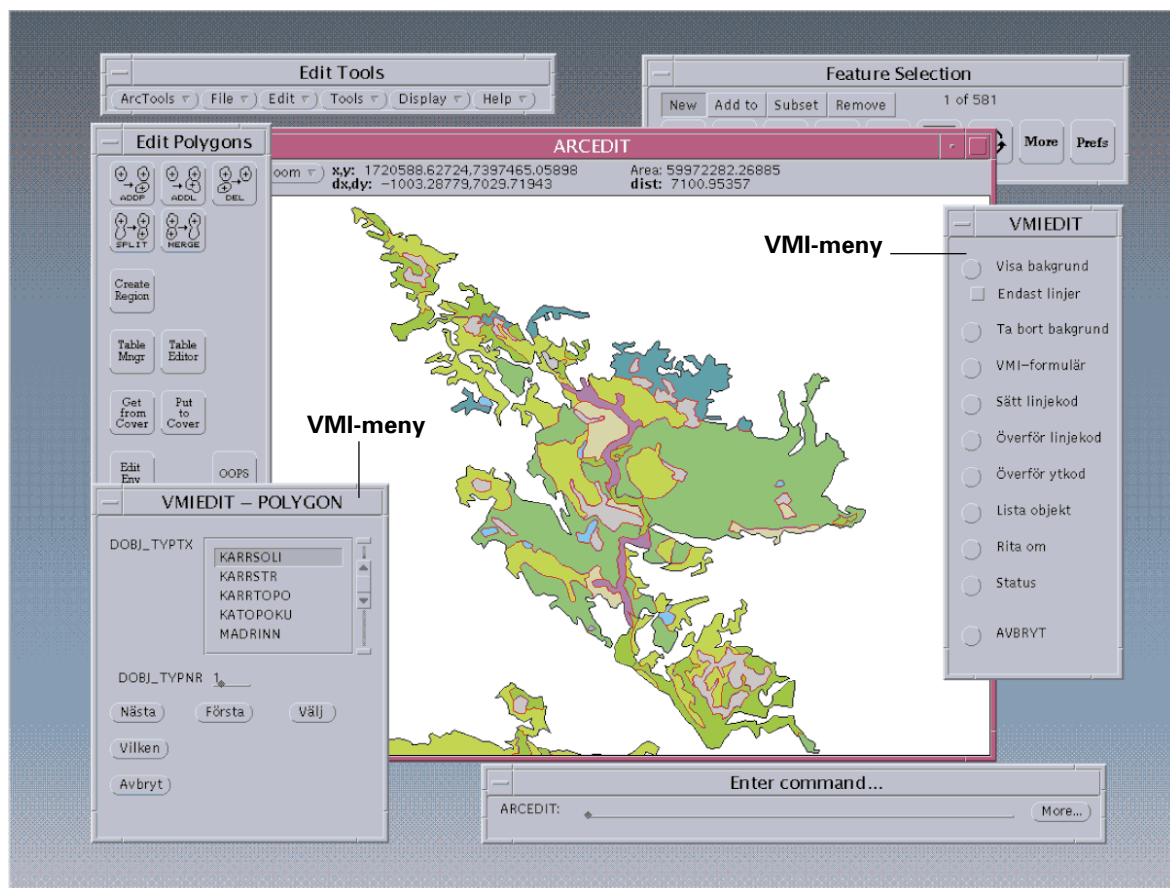 Edit Tools
ArcTools File Edit Tools Display Help
Feature Selection
New Add to Subset Remove 1 of 581
More Prefs
Edit Polygons
ADDP ADDL DEL
SPLIT MERGE
Create
Region
Table
Mngr
Table
Editor
Get
from
Cover
Put
to
Cover
Edit
Env
OOPS
ARCEDIT
oom x,y: 1720588.62724,7397465.05898 Area: 59972282.26885
dx,dy: -1003.28779,7029.71943 dist: 7100.95357
VMI-meny
VMIEDIT
Visa bakgrund
Endast linjer
Ta bort bakgrund
VMI-formulär
Sätt linjekod
Överför linjekod
Överför ytkod
Lista objekt
Rita om
Status
AVBRYT
VMI-meny
VMIEDIT - POLYGON
DOBJ_TYPTX
KARRSOLI
KARRSTR
KARRTOPO
KATOPOKU
MADRINN
DOBJ_TYPNR 1
Nästa Första Välj
Vilken
Avbryt
Enter command...
ARCEDIT: More...